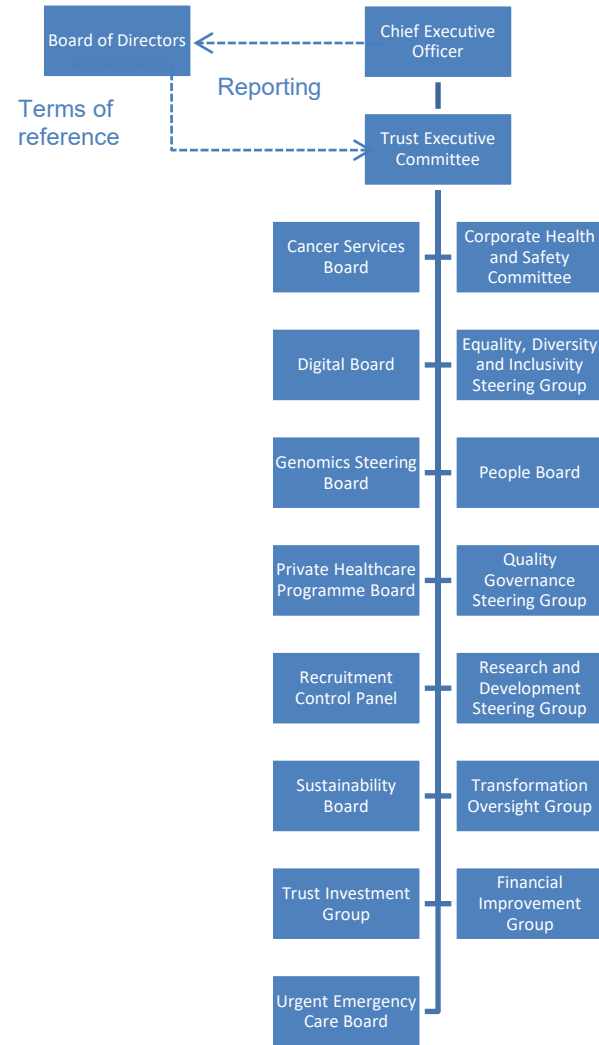 Board of Directors
Chief Executive
Officer
Reporting
Terms of
reference
Trust Executive
Committee
Cancer Services
Board
Corporate Health
and Safety
Committee
Digital Board
Equality, Diversity
and Inclusivity
Steering Group
Genomics Steering
Board
People Board
Private Healthcare
Programme Board
Quality
Governance
Steering Group
Recruitment
Control Panel
Research and
Development
Steering Group
Sustainability
Board
Transformation
Oversight Group
Trust Investment
Group
Financial
Improvement
Group
Urgent Emergency
Care Board